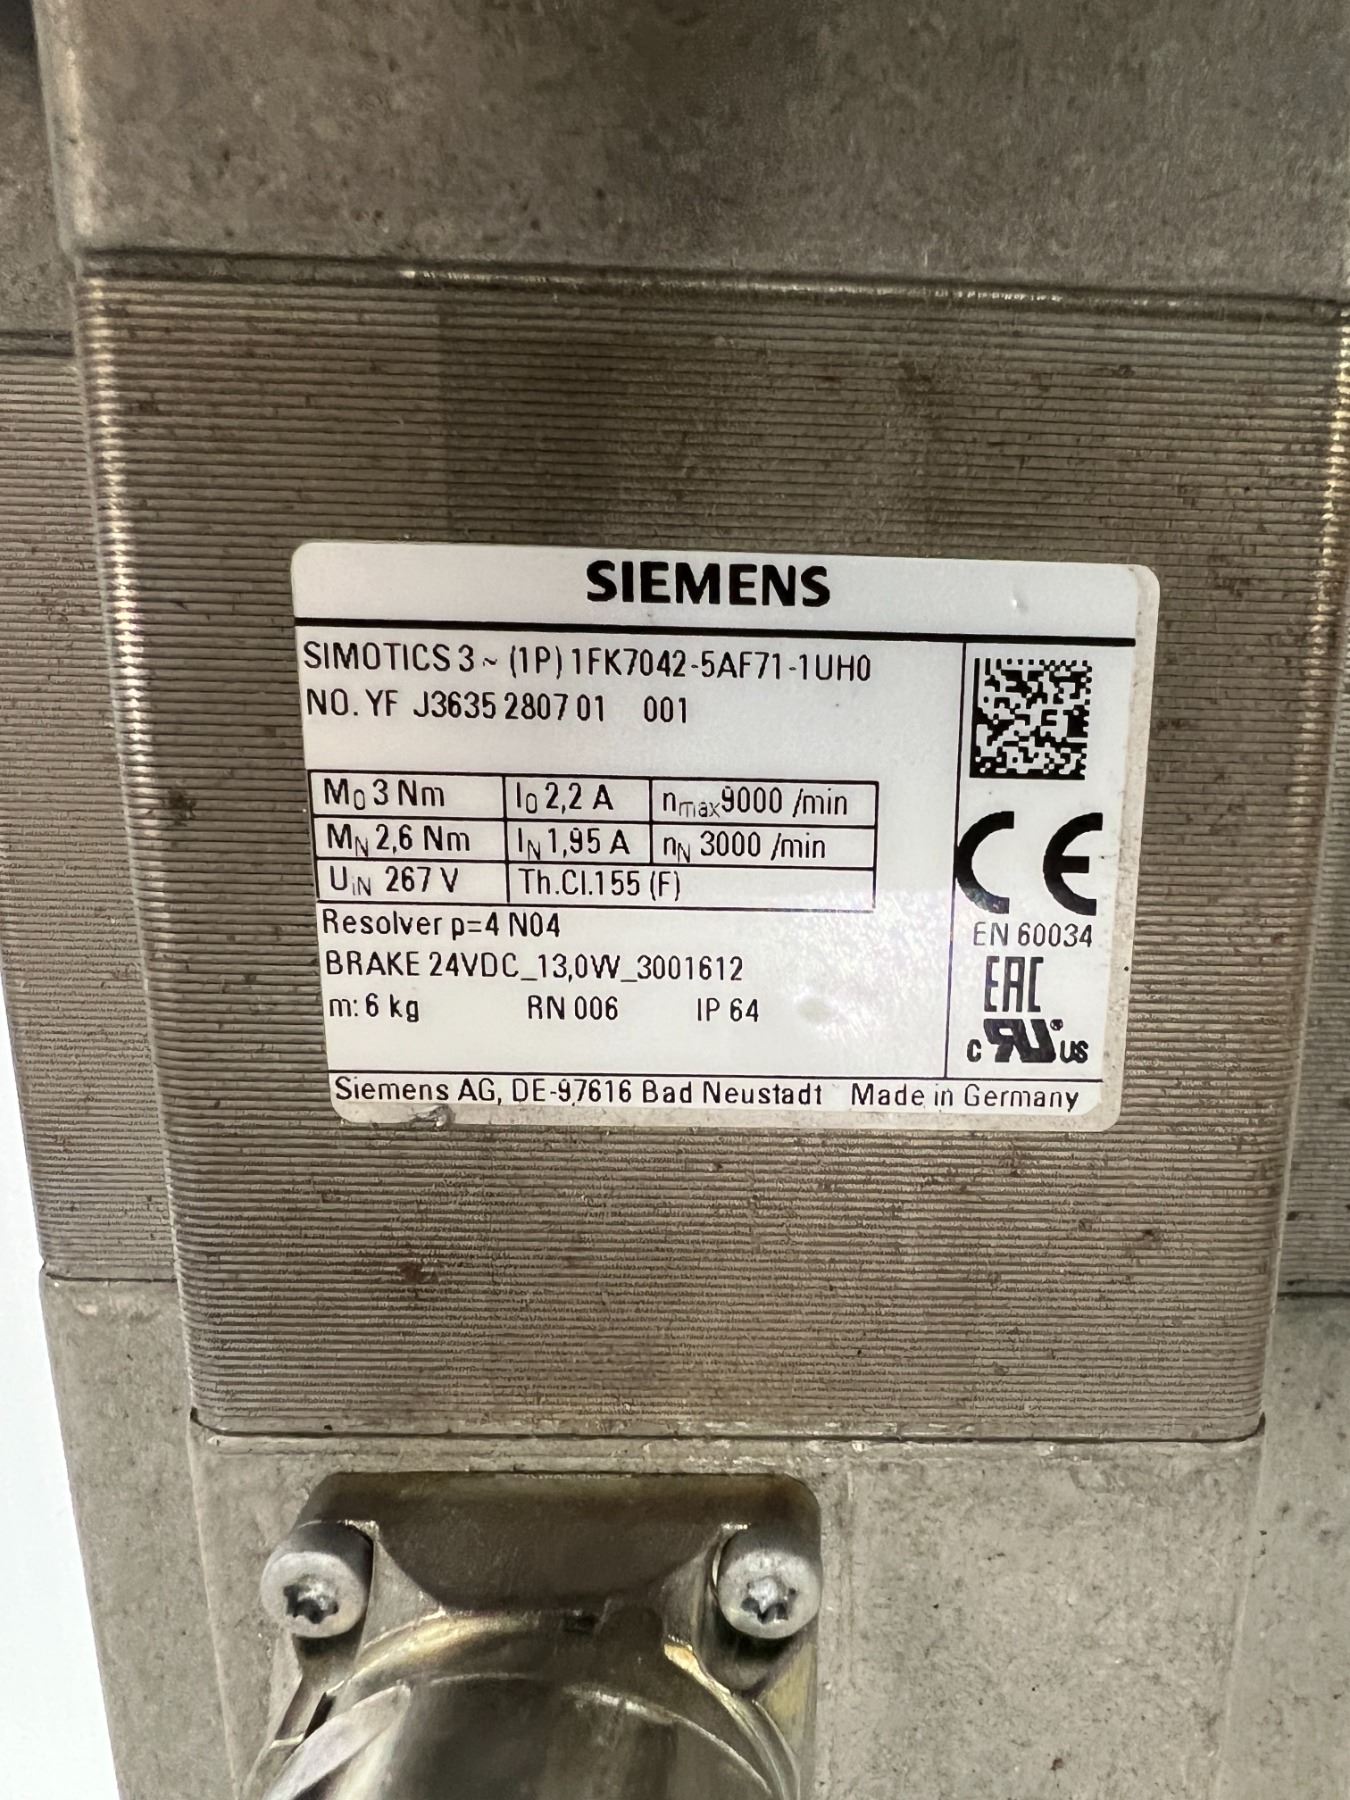 SIEMENS
SIMOTICS 3 ~ (1P) 1FK7042-5AF71-1UH0
NO. YF J3635 2807 01 001
M0 3 Nm I0 2,2 A nmax 9000 /min
MN 2,6 Nm IN 1,95 A nN 3000 /min
UIN 267 V Th.Cl.155 (F)
Resolver p=4 N04
BRAKE 24VDC_13,0W_3001612
m: 6 kg RN 006 IP 64
CE
EN 60034
EAC
c RU ® US
Siemens AG, DE-97616 Bad Neustadt Made in Germany